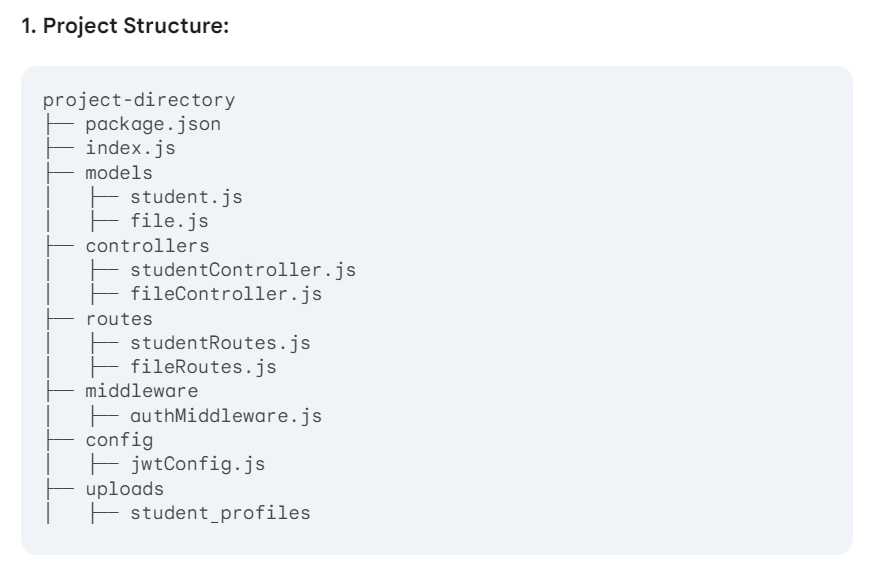 1. Project Structure:
project-directory
├── package.json
├── index.js
├── models
│   ├── student.js
│   ├── file.js
├── controllers
│   ├── studentController.js
│   ├── fileController.js
├── routes
│   ├── studentRoutes.js
│   ├── fileRoutes.js
├── middleware
│   ├── authMiddleware.js
├── config
│   ├── jwtConfig.js
├── uploads
│   ├── student_profiles